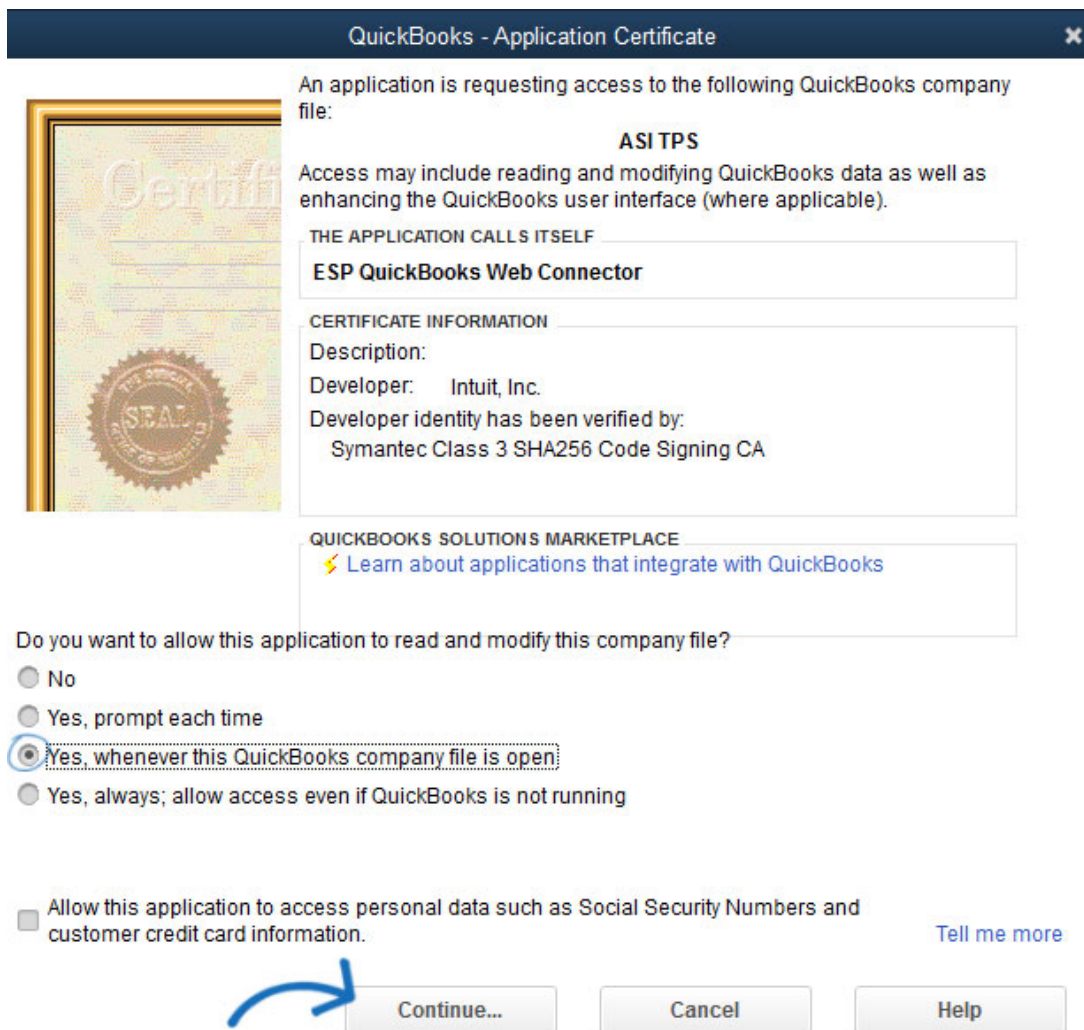 QuickBooks - Application Certificate
An application is requesting access to the following QuickBooks company
file:
ASI TPS
Access may include reading and modifying QuickBooks data as well as
enhancing the QuickBooks user interface (where applicable).
THE APPLICATION CALLS ITSELF
ESP QuickBooks Web Connector
Certifi
CERTIFICATE INFORMATION
Description:
Developer: Intuit, Inc.
Developer identity has been verified by:
Symantec Class 3 SHA256 Code Signing CA
SEAL
QUICKBOOKS SOLUTIONS MARKETPLACE
Learn about applications that integrate with QuickBooks
Do you want to allow this application to read and modify this company file?
No
Yes, prompt each time
Yes, whenever this QuickBooks company file is open
Yes, always; allow access even if QuickBooks is not running
Allow this application to access personal data such as Social Security Numbers and
customer credit card information.
Tell me more
Continue...
Cancel
Help